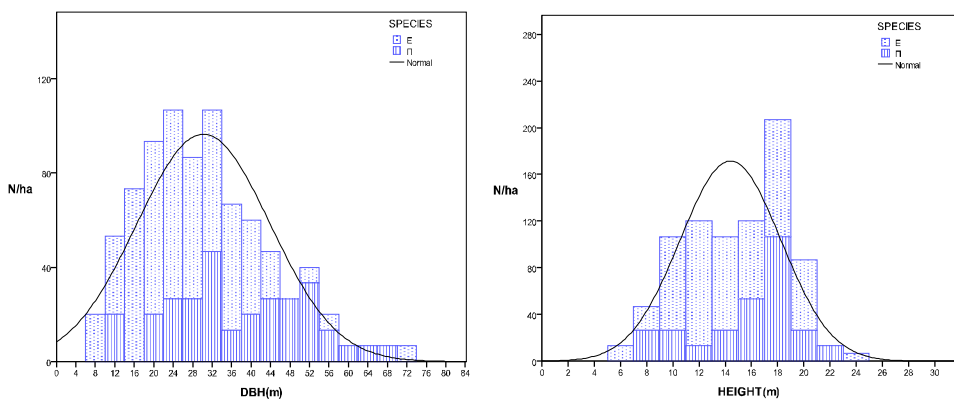 SPECIES
E
Π
Normal
120
80
40
0
N/ha
0 4 8 12 16 20 24 28 32 36 40 44 48 52 56 60 64 68 72 76 80 84
DBH(m)
SPECIES
E
Π
Normal
280
240
200
160
120
80
40
0
N/ha
0 2 4 6 8 10 12 14 16 18 20 22 24 26 28 30
HEIGHT(m)